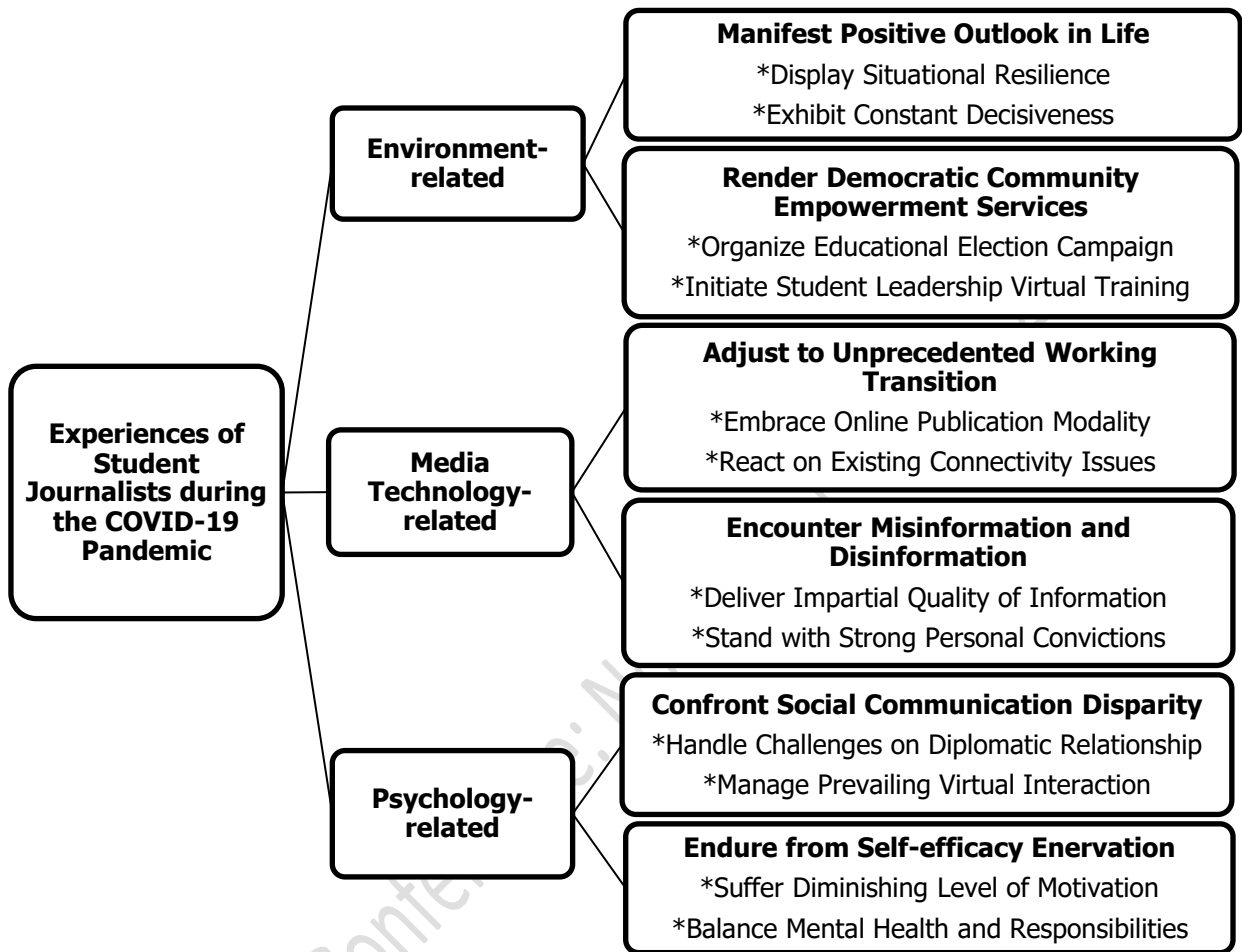 Experiences of
Student
Journalists during
the COVID-19
Pandemic
Environment-
related
Manifest Positive Outlook in Life
*Display Situational Resilience
*Exhibit Constant Decisiveness
Render Democratic Community
Empowerment Services
*Organize Educational Election Campaign
*Initiate Student Leadership Virtual Training
Media
Technology-
related
Adjust to Unprecedented Working
Transition
*Embrace Online Publication Modality
*React on Existing Connectivity Issues
Encounter Misinformation and
Disinformation
*Deliver Impartial Quality of Information
*Stand with Strong Personal Convictions
Psychology-
related
Confront Social Communication Disparity
*Handle Challenges on Diplomatic Relationship
*Manage Prevailing Virtual Interaction
Endure from Self-efficacy Enervation
*Suffer Diminishing Level of Motivation
*Balance Mental Health and Responsibilities